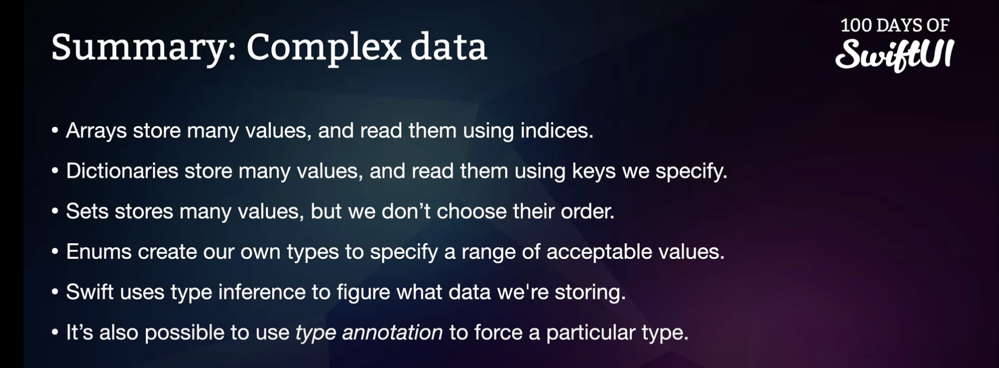 Summary: Complex data
100 DAYS OF
SwiftUI
• Arrays store many values, and read them using indices.
• Dictionaries store many values, and read them using keys we specify.
• Sets stores many values, but we don’t choose their order.
• Enums create our own types to specify a range of acceptable values.
• Swift uses type inference to figure what data we're storing.
• It’s also possible to use type annotation to force a particular type.